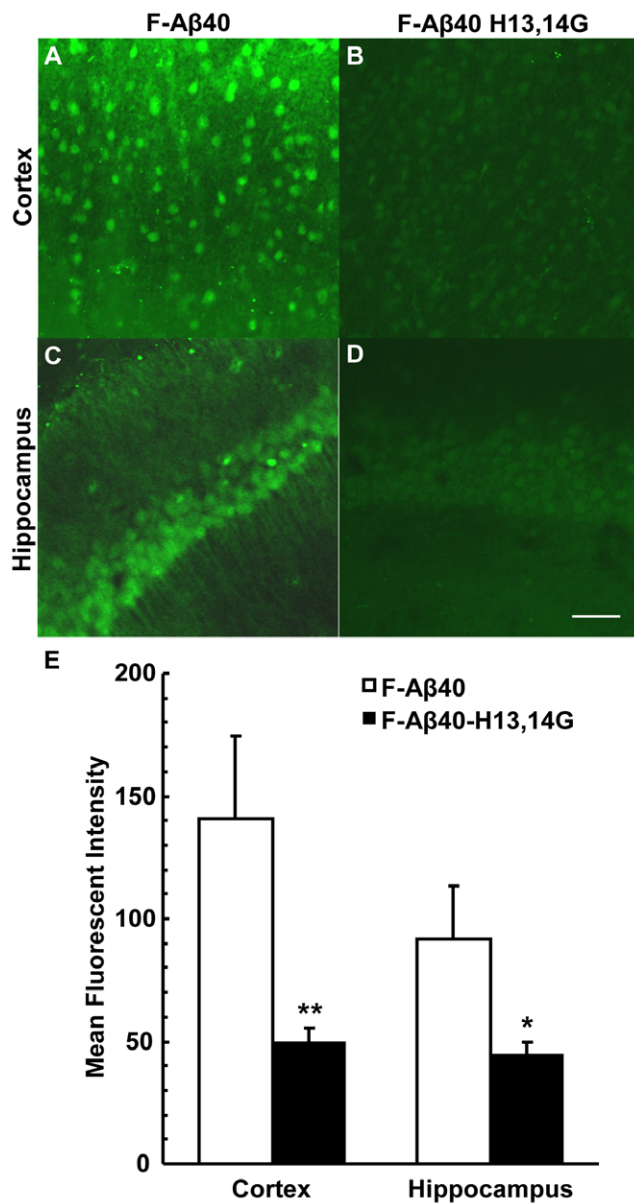 F-Aβ40
F-Aβ40 H13,14G
A
B
Cortex
C
D
Hippocampus
E
200
F-Aβ40
F-Aβ40-H13,14G
150
Mean Fluorescent Intensity
100
**
*
50
0
Cortex
Hippocampus